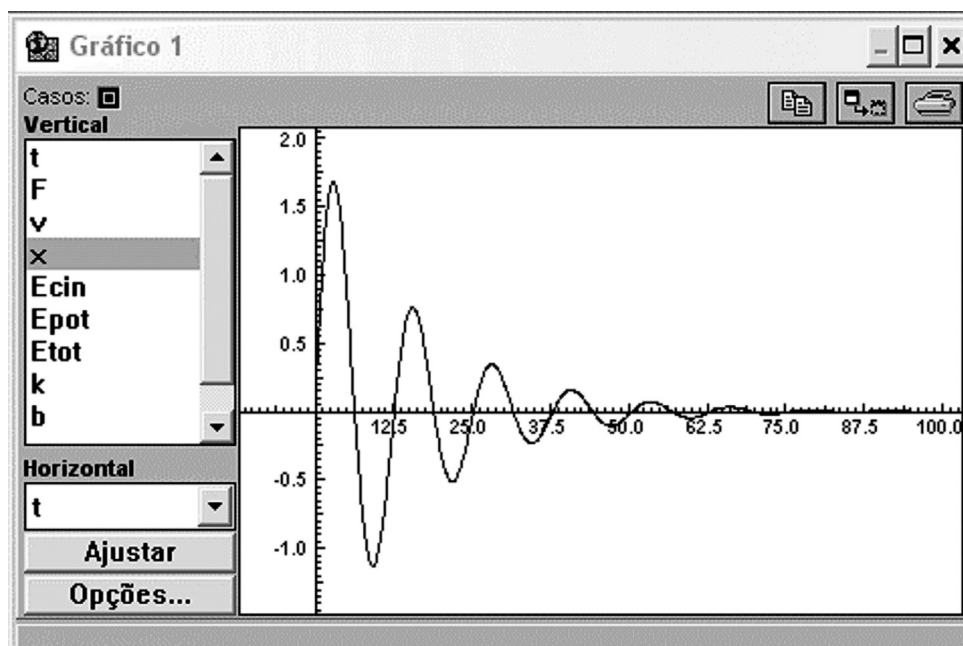 Gráfico 1
Casos:
Vertical
t
F
v
x
Ecin
Epot
Etot
k
b
Horizontal
t
Ajustar
Opções...
2.0
1.5
1.0
0.5
-0.5
-1.0
12.5 25.0 37.5 50.0 62.5 75.0 87.5 100.0